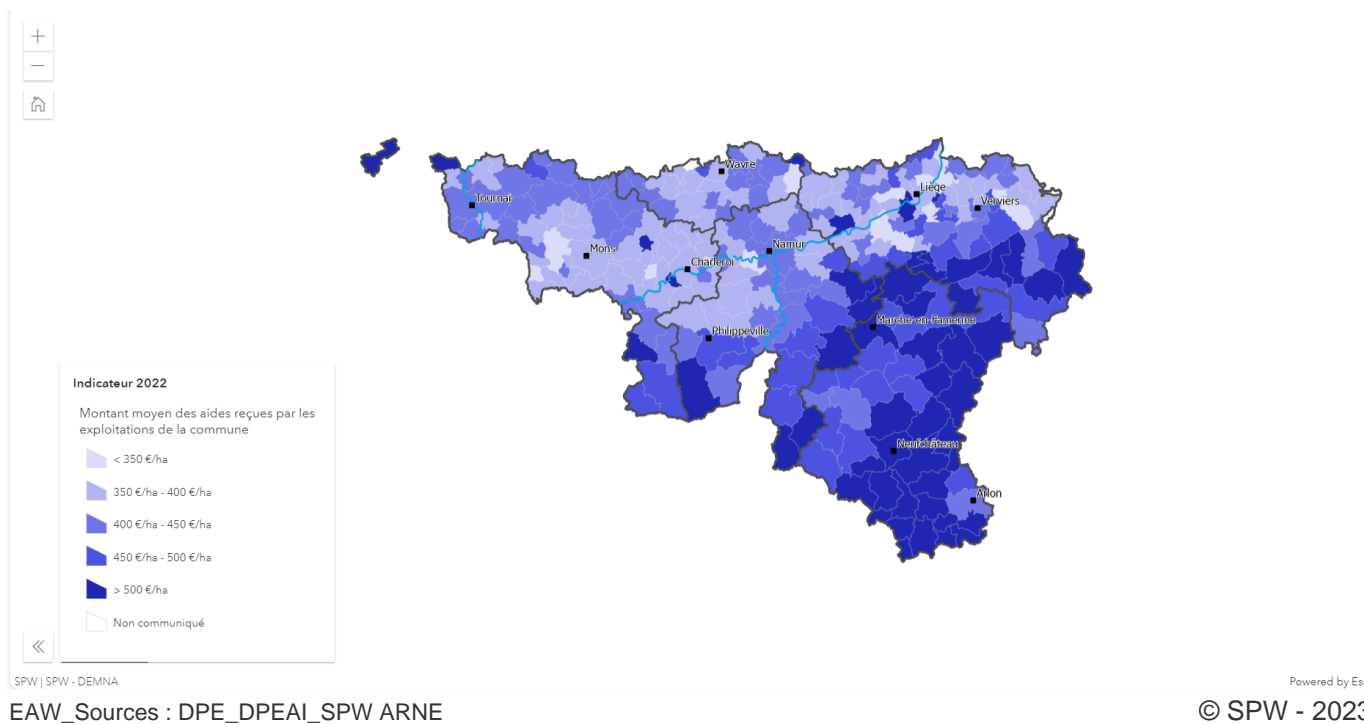 Wavre
Liège
Verviers
Tournai
Mons
Namur
Charleroi
Marche-en-Famenne
Philippeville
Neufchâteau
Arlon
Indicateur 2022
Montant moyen des aides reçues par les
exploitations de la commune
< 350 €/ha
350 €/ha - 400 €/ha
400 €/ha - 450 €/ha
450 €/ha - 500 €/ha
> 500 €/ha
Non communiqué
SPW | SPW - DEMNA
Powered by Es
EAW_Sources : DPE_DPEAI_SPW ARNE
© SPW - 2023